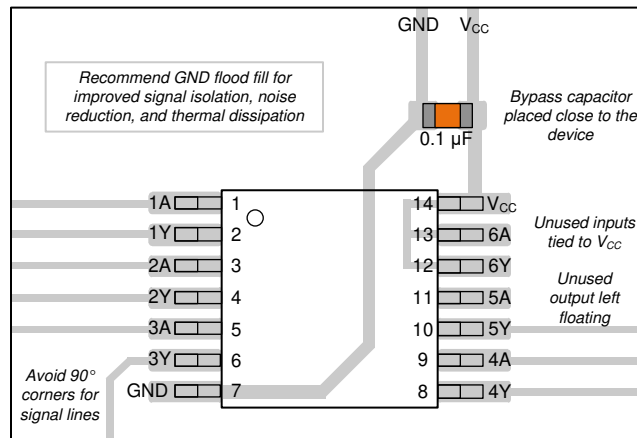 GND VCC
Recommend GND flood fill for
improved signal isolation, noise
reduction, and thermal dissipation
Bypass capacitor
placed close to the
device
0.1 µF
1A 1 14 VCC
1Y 2 13 6A
2A 3 12 6Y
2Y 4 11 5A
3A 5 10 5Y
3Y 6 9 4A
GND 7 8 4Y
Unused inputs
tied to VCC
Unused
output left
floating
Avoid 90°
corners for
signal lines